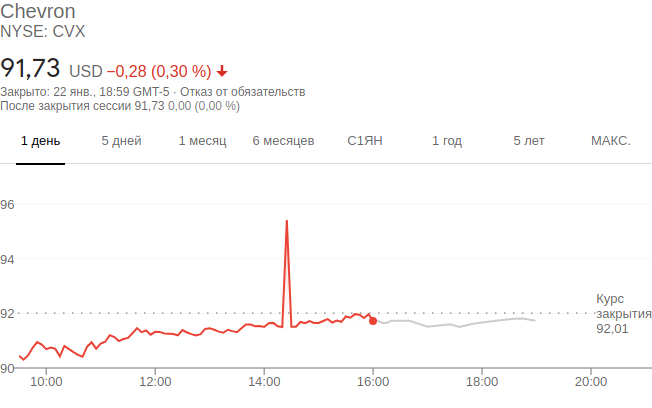 Chevron
NYSE: CVX
91,73 USD −0,28 (0,30 %)
Закрыто: 22 янв., 18:59 GMT-5 · Отказ от обязательств
После закрытия сессии 91,73 0,00 (0,00 %)
1 день 5 дней 1 месяц 6 месяцев С1ЯН 1 год 5 лет МАКС.
96
94
92
90
Курс
закрытия
92,01
10:00 12:00 14:00 16:00 18:00 20:00